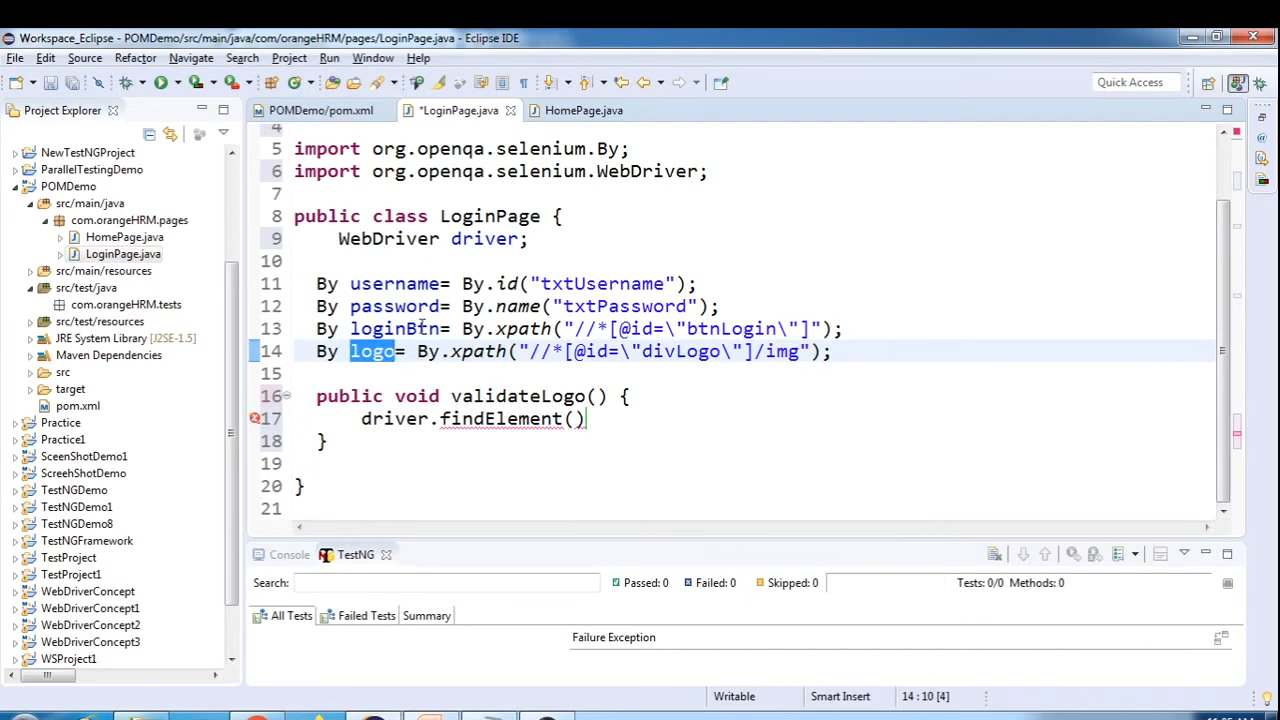 Workspace_Eclipse - POMDemo/src/main/java/com/orangeHRM/pages/LoginPage.java - Eclipse IDE
File Edit Source Refactor Navigate Search Project Run Window Help
Quick Access
Project Explorer
POMDemo/pom.xml
*LoginPage.java
HomePage.java
NewTestNGProject
ParallelTestingDemo
POMDemo
src/main/java
com.orangeHRM.pages
HomePage.java
LoginPage.java
src/main/resources
src/test/java
com.orangeHRM.tests
src/test/resources
JRE System Library [J2SE-1.5]
Maven Dependencies
src
target
pom.xml
Practice
Practice1
SceenShotDemo1
ScreehShotDemo
TestNGDemo
TestNGDemo1
TestNGDemo8
TestNGFramework
TestProject
TestProject1
WebDriverConcept
WebDriverConcept1
WebDriverConcept2
WebDriverConcept3
WSProject1
4
5 import org.openqa.selenium.By;
6 import org.openqa.selenium.WebDriver;
7
8 public class LoginPage {
9 WebDriver driver;
10
11 By username= By.id("txtUsername");
12 By password= By.name("txtPassword");
13 By loginBtn= By.xpath("//*[@id=\"btnLogin\"]");
14 By logo= By.xpath("//*[@id=\"divLogo\"]/img");
15
16 public void validateLogo() {
17 driver.findElement()
18 }
19
20 }
21
Console
TestNG
Search:
Passed: 0
Failed: 0
Skipped: 0
Tests: 0/0 Methods: 0
All Tests
Failed Tests
Summary
Failure Exception
Writable
Smart Insert
14 : 10 [4]